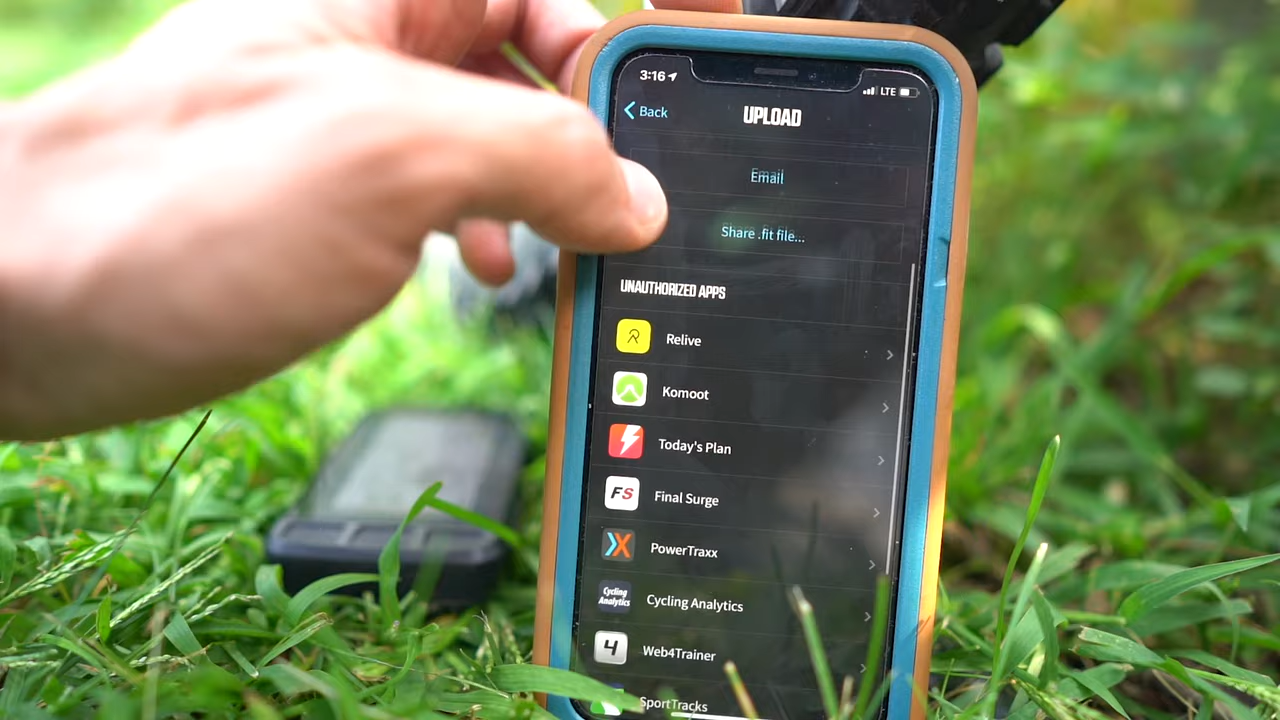 3:16
LTE
Back
UPLOAD
Email
Share .fit file...
UNAUTHORIZED APPS
Relive
Komoot
Today's Plan
FS
Final Surge
PowerTraxx
Cycling
Analytics
Cycling Analytics
4
Web4Trainer
SportTracks